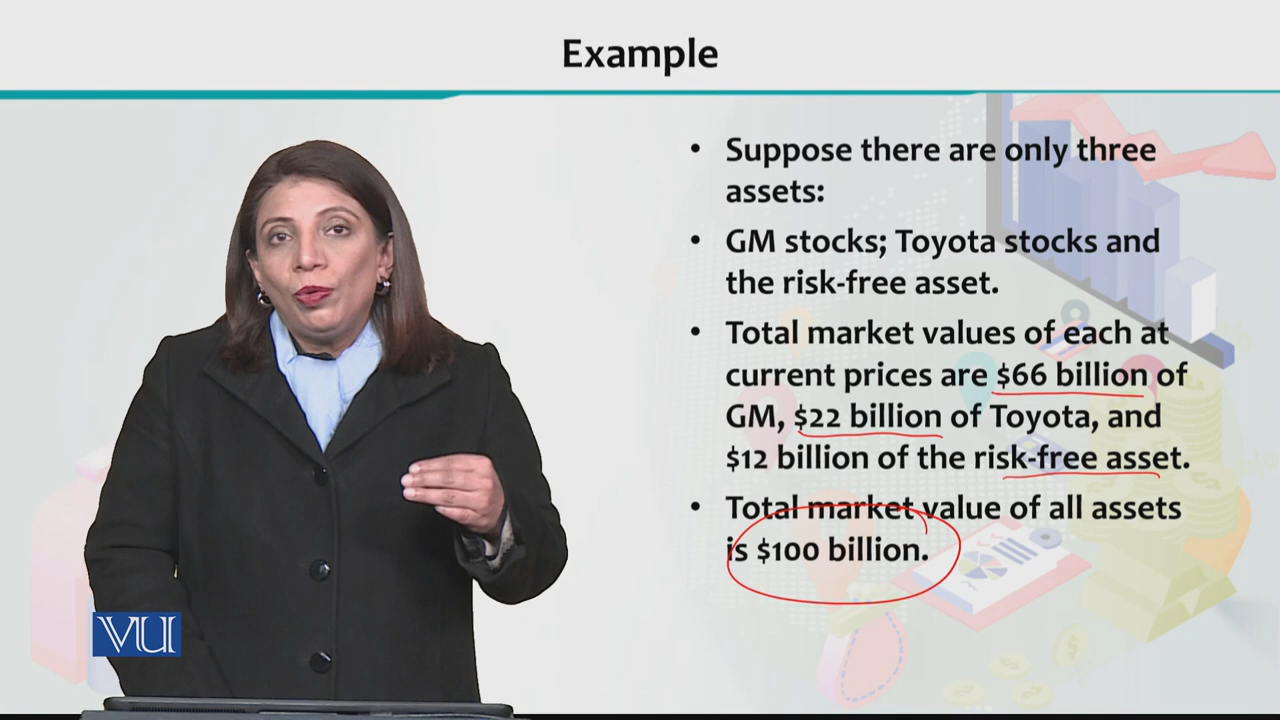 Example
• Suppose there are only three
assets:
• GM stocks; Toyota stocks and
the risk-free asset.
• Total market values of each at
current prices are $66 billion of
GM, $22 billion of Toyota, and
$12 billion of the risk-free asset.
• Total market value of all assets
is $100 billion.
VU